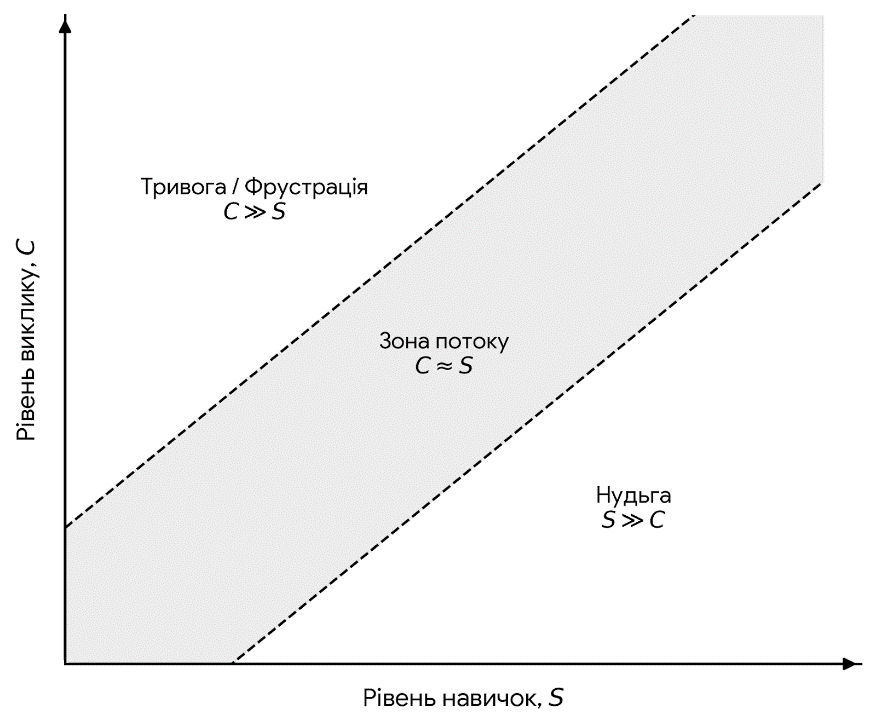 Тривога / Фрустрація
C ≫ S
Рівень виклику, C
Зона потоку
C ≈ S
Нудьга
S ≫ C
Рівень навичок, S